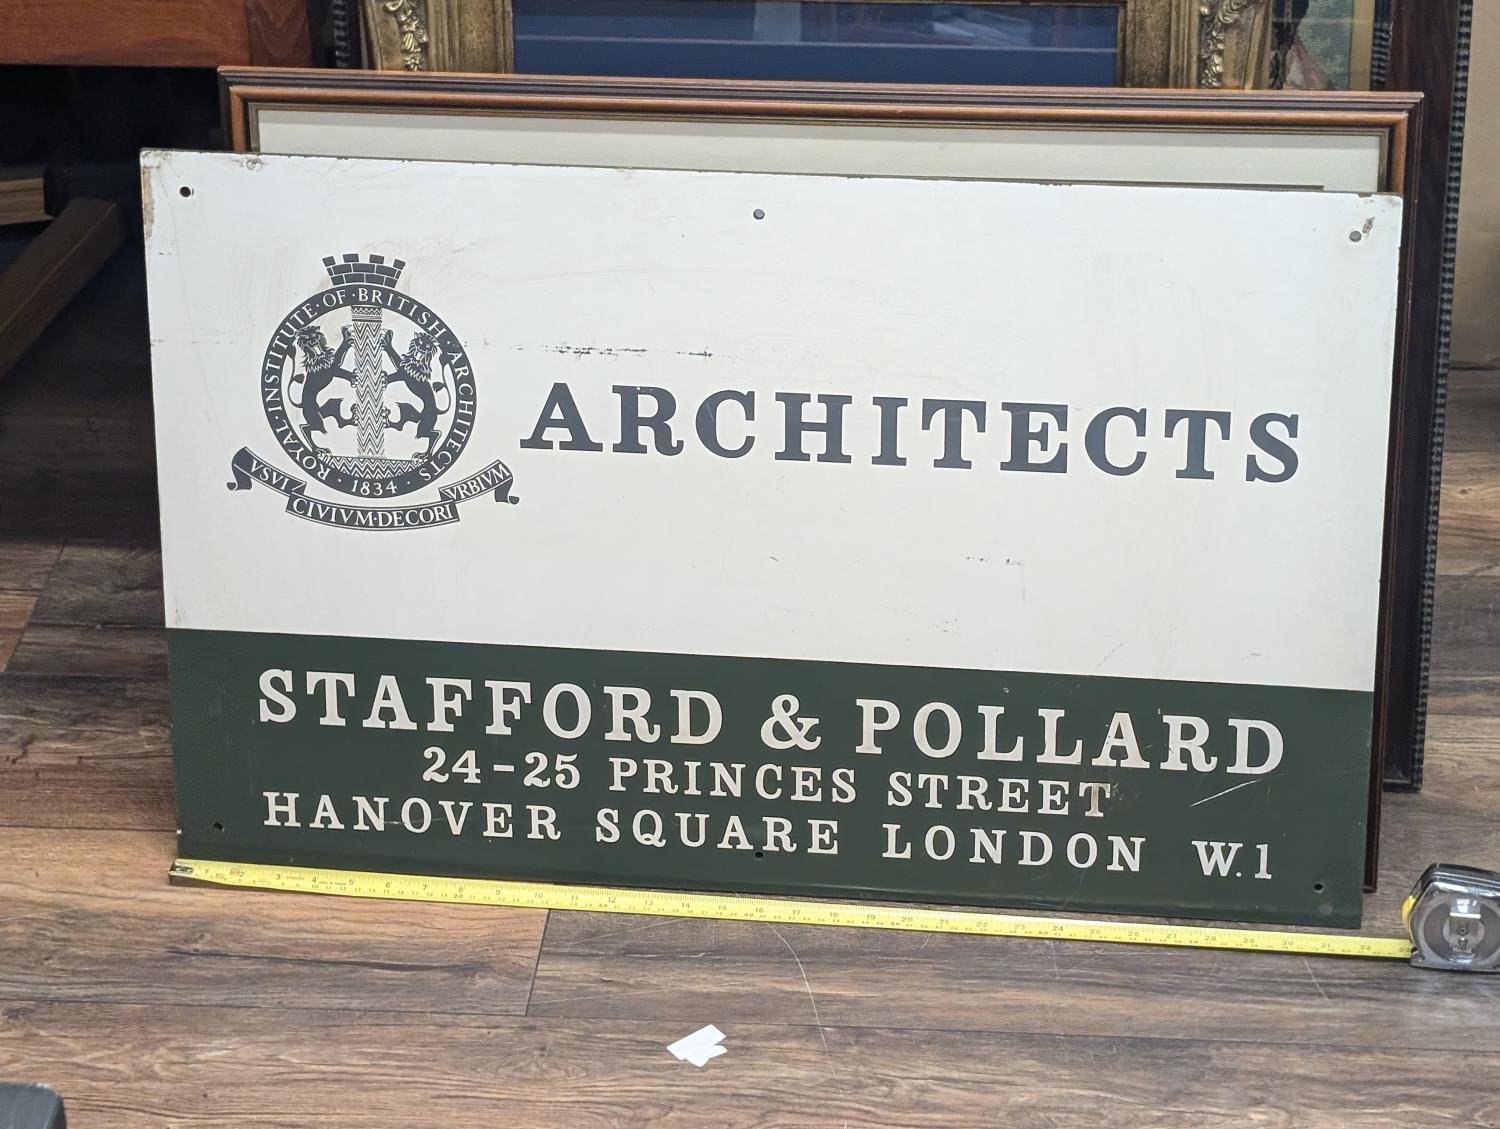 ROYAL·INSTITUTE·OF·BRITISH·ARCHITECTS
·1834·
VSVI CIVIVM·DECORI VRBIVM
ARCHITECTS
STAFFORD & POLLARD
24-25 PRINCES STREET
HANOVER SQUARE LONDON W.1